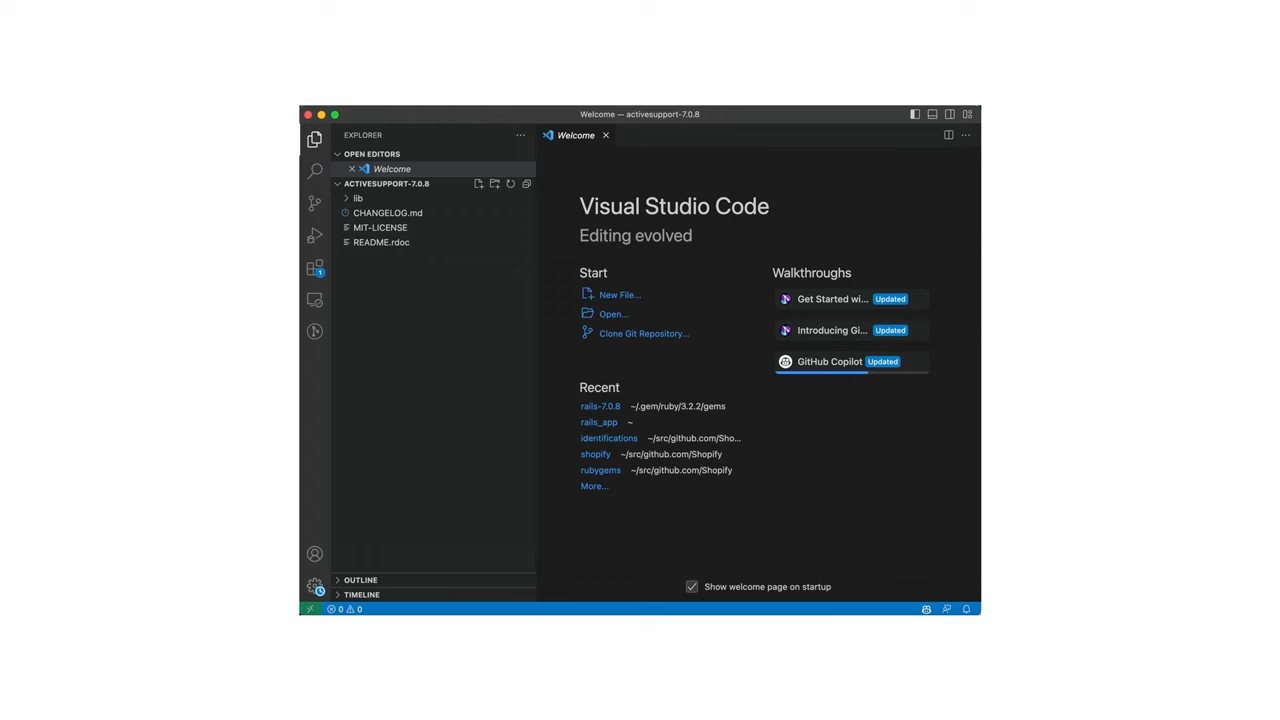 Welcome — activesupport-7.0.8
EXPLORER
Welcome
OPEN EDITORS
Welcome
ACTIVESUPPORT-7.0.8
lib
CHANGELOG.md
MIT-LICENSE
README.rdoc
OUTLINE
TIMELINE
Visual Studio Code
Editing evolved
Start
New File...
Open...
Clone Git Repository...
Recent
rails-7.0.8 ~/.gem/ruby/3.2.2/gems
rails_app ~
identifications ~/src/github.com/Sho...
shopify ~/src/github.com/Shopify
rubygems ~/src/github.com/Shopify
More...
Walkthroughs
Get Started wi... Updated
Introducing Gi... Updated
GitHub Copilot Updated
Show welcome page on startup
1
0 0